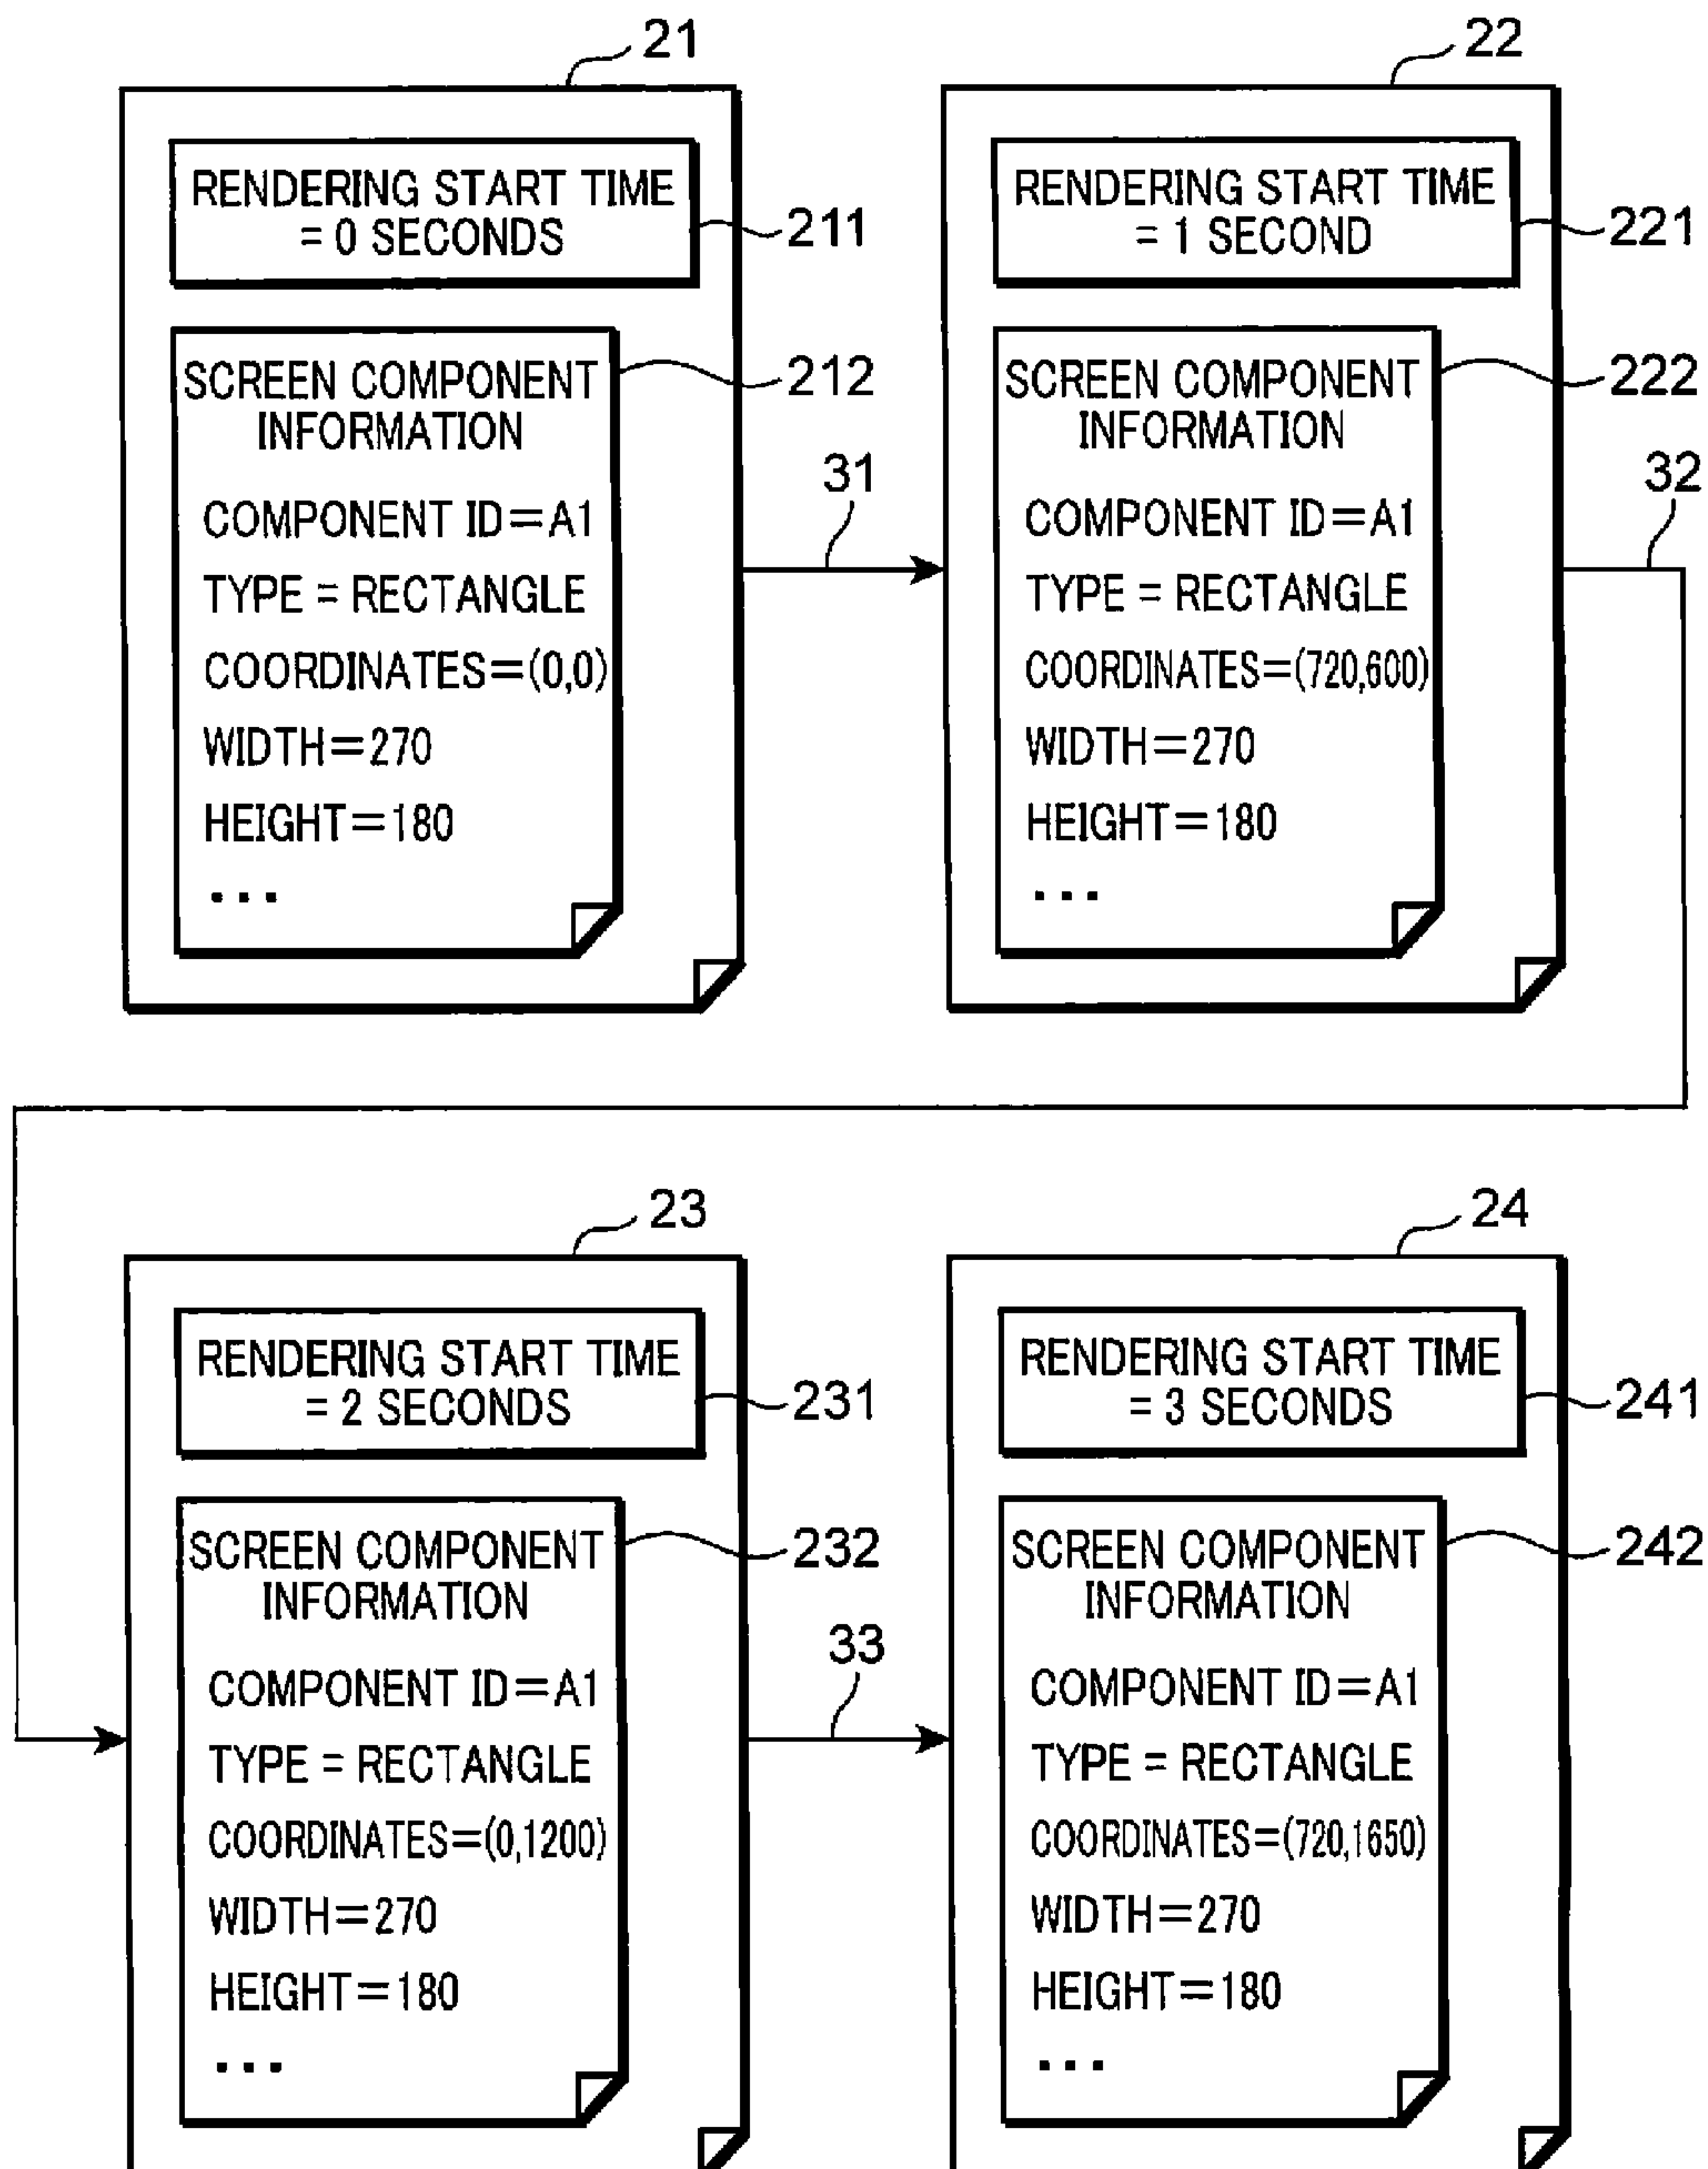 21
RENDERING START TIME
= 0 SECONDS
211
SCREEN COMPONENT
INFORMATION
212
COMPONENT ID=A1
TYPE = RECTANGLE
COORDINATES=(0,0)
WIDTH=270
HEIGHT=180
...
31
22
RENDERING START TIME
= 1 SECOND
221
SCREEN COMPONENT
INFORMATION
222
COMPONENT ID=A1
TYPE = RECTANGLE
COORDINATES=(720,600)
WIDTH=270
HEIGHT=180
...
32
23
RENDERING START TIME
= 2 SECONDS
231
SCREEN COMPONENT
INFORMATION
232
COMPONENT ID=A1
TYPE = RECTANGLE
COORDINATES=(0,1200)
WIDTH=270
HEIGHT=180
...
33
24
RENDERING START TIME
= 3 SECONDS
241
SCREEN COMPONENT
INFORMATION
242
COMPONENT ID=A1
TYPE = RECTANGLE
COORDINATES=(720,1650)
WIDTH=270
HEIGHT=180
...